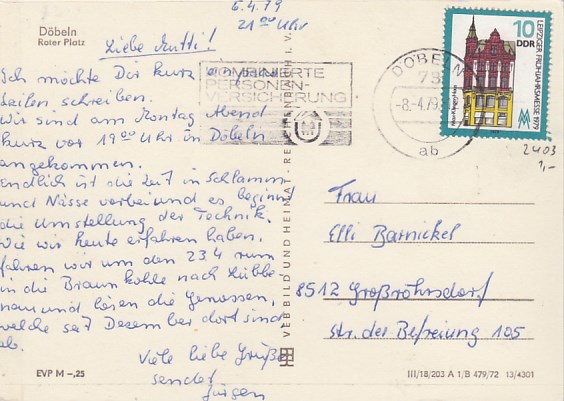 6.4.79
21⁰⁰ Uhr
Döbeln
Roter Platz
Liebe Mutti!
Ich möchte Dir kurz ein paar
Zeilen schreiben.
Wir sind am Montag Abend
kurz vor 19⁰⁰ Uhr in Döbeln
angekommen.
Endlich ist die Zeit in Schlamm
und Nässe vorbei und es beginnt
die Umstellung der Technik.
Wie wir heute erfahren haben,
fahren wir um den 23.4 rum
in die Braunkohle nach Lübbe-
nau und lösen die Genossen,
welche seit Dezember dort sind
ab.
Viele liebe Grüße
sendet
Jürgen
EVP M –,25
VEB BILD UND HEIMAT · REICHENBACH I. V.
KOMBINIERTE
PERSONEN-
VERSICHERUNG
DÖBELN
-8.-4.79
ab
10
DDR
LEIPZIGER FRÜHJAHRSMESSE 1979
2403
1,-
Frau
Elli Barnickel
8512 Großröhrsdorf
Str. der Befreiung 105
III/18/203 A 1/B 479/72 13/4301